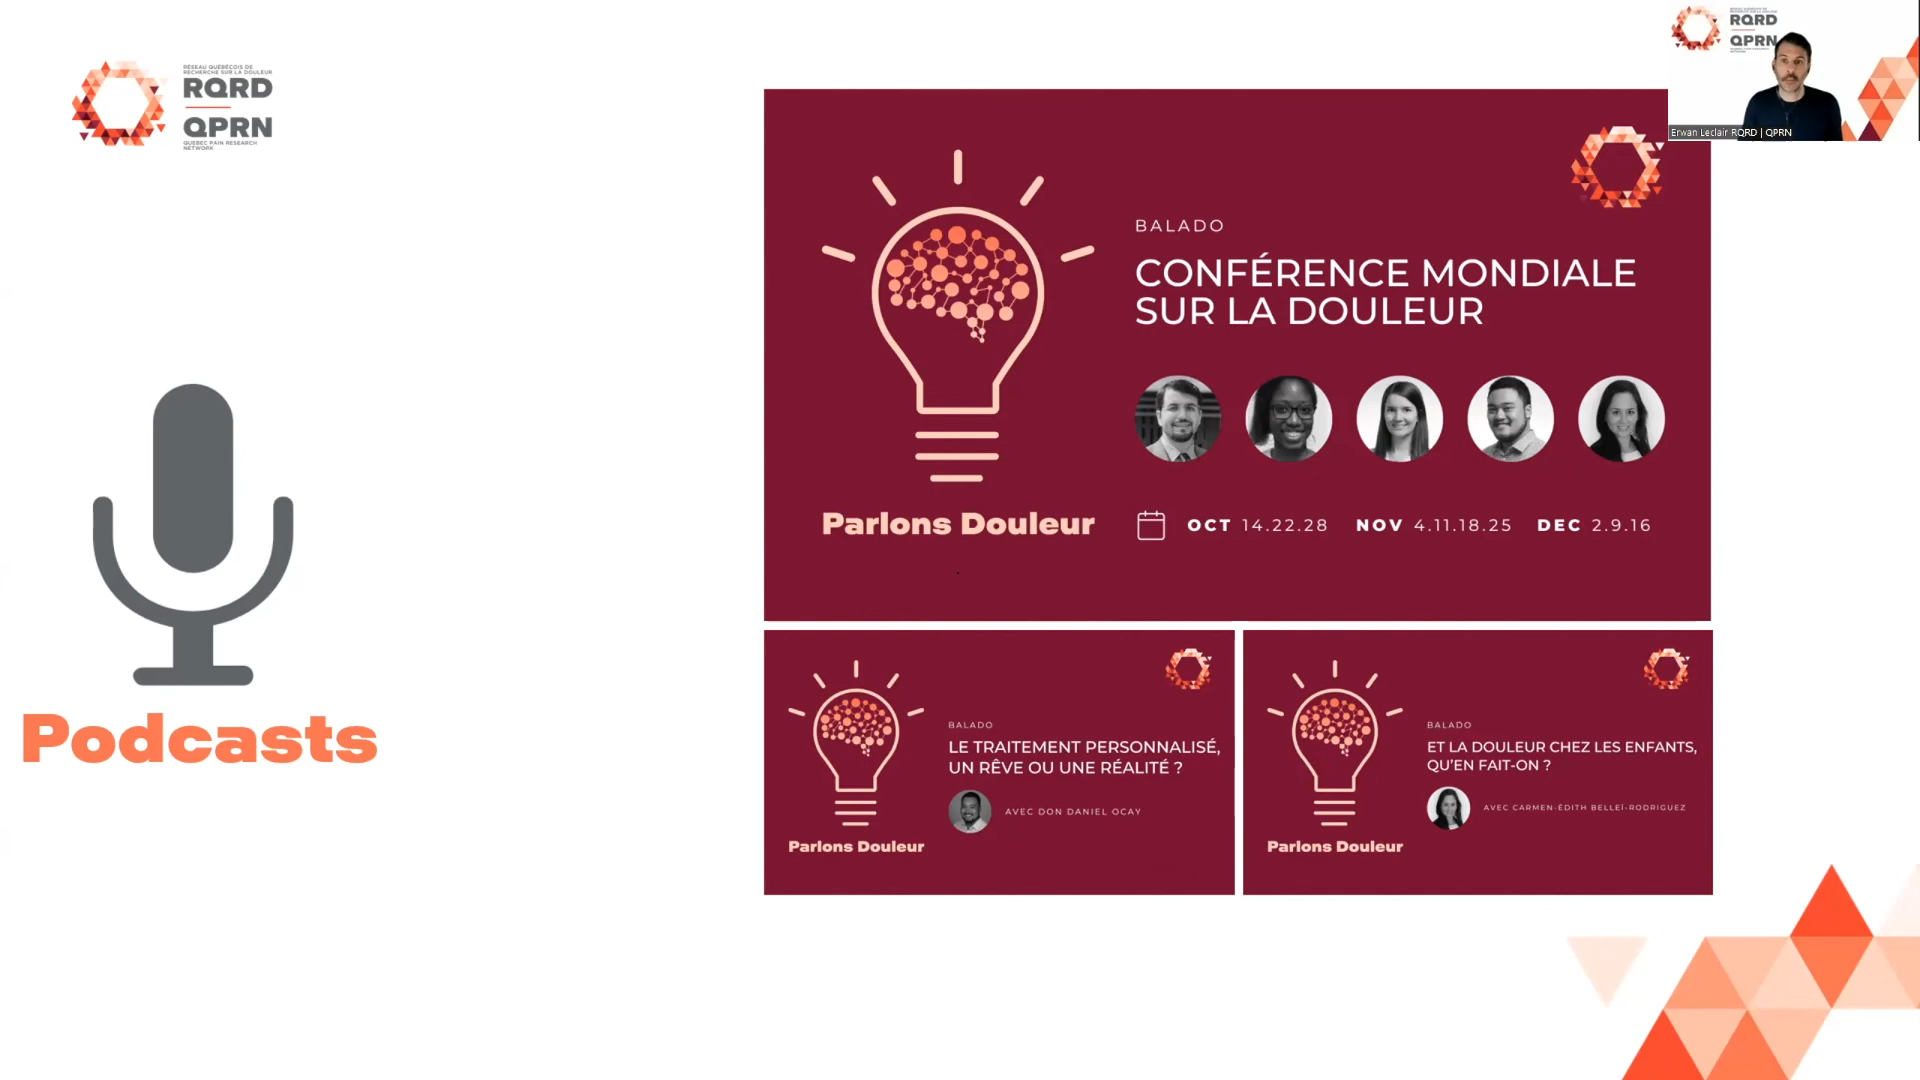 RÉSEAU QUÉBÉCOIS DE
RECHERCHE SUR LA DOULEUR
RQRD
QPRN
QUEBEC PAIN RESEARCH
NETWORK
Podcasts
BALADO
CONFÉRENCE MONDIALE
SUR LA DOULEUR
Parlons Douleur
OCT 14.22.28 NOV 4.11.18.25 DEC 2.9.16
BALADO
LE TRAITEMENT PERSONNALISÉ,
UN RÊVE OU UNE RÉALITÉ ?
AVEC DON DANIEL OCAY
Parlons Douleur
BALADO
ET LA DOULEUR CHEZ LES ENFANTS,
QU'EN FAIT-ON ?
AVEC CARMEN-ÉDITH BELLEÏ-RODRIGUEZ
Parlons Douleur
RQRD
QPRN
Erwan Leclair RQRD | QPRN